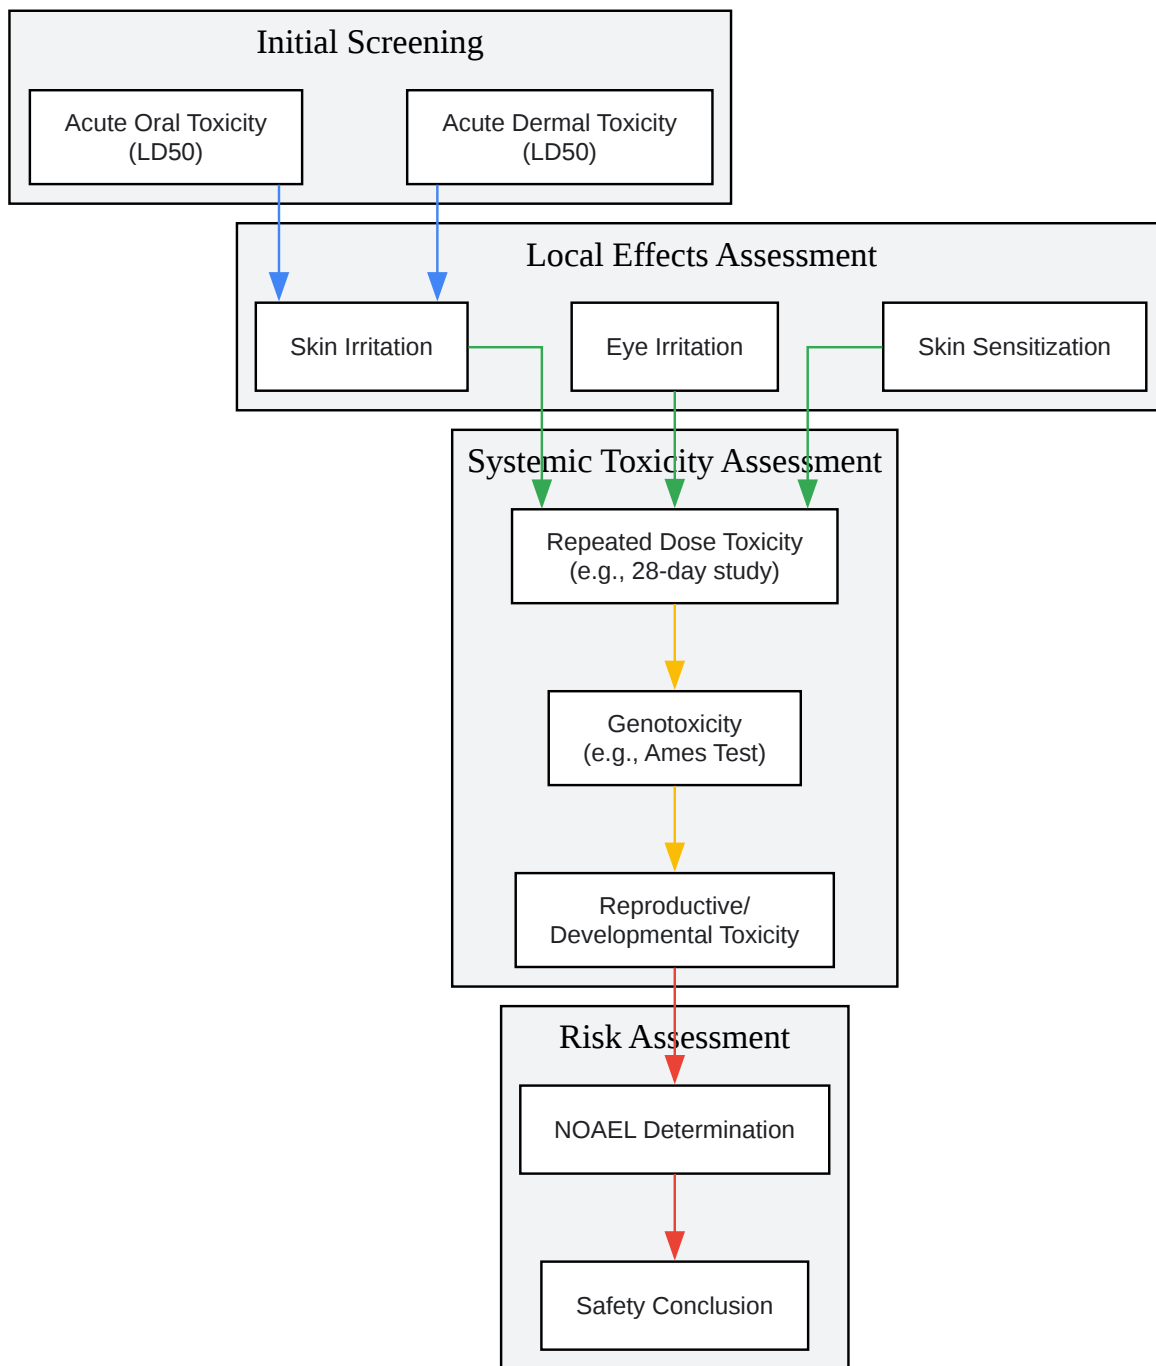 Initial Screening
Acute Oral Toxicity
(LD50)
Acute Dermal Toxicity
(LD50)
Local Effects Assessment
Skin Irritation
Eye Irritation
Skin Sensitization
Systemic Toxicity Assessment
Repeated Dose Toxicity
(e.g., 28-day study)
Genotoxicity
(e.g., Ames Test)
Reproductive/
Developmental Toxicity
Risk Assessment
NOAEL Determination
Safety Conclusion